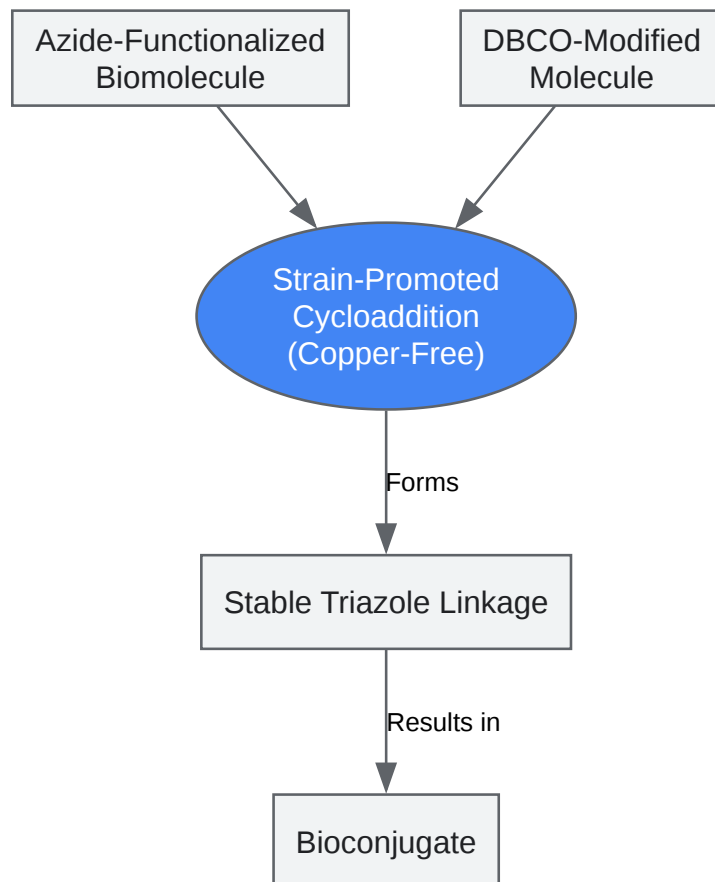 Azide-Functionalized
Biomolecule
DBCO-Modified
Molecule
Strain-Promoted
Cycloaddition
(Copper-Free)
Forms
Stable Triazole Linkage
Results in
Bioconjugate